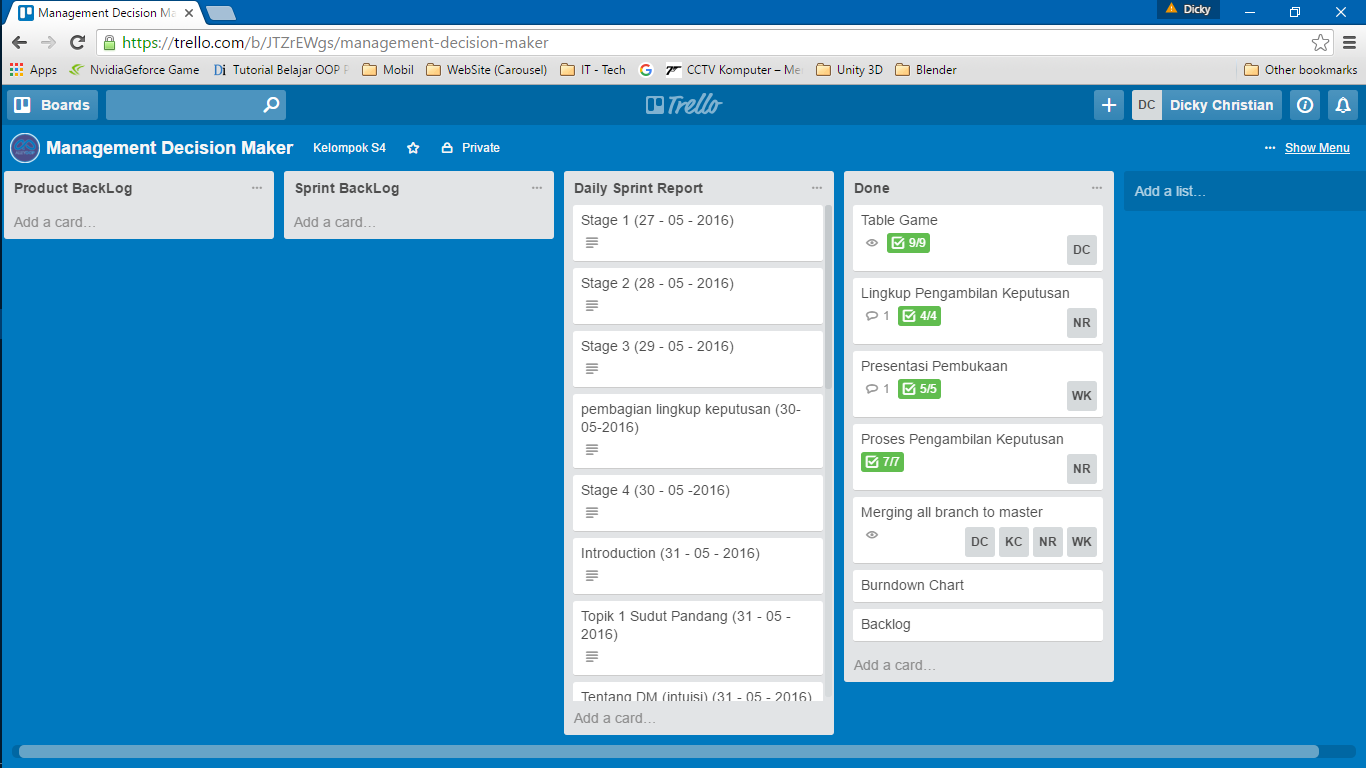 Management Decision Ma
Dicky
https://trello.com/b/JTZrEWgs/management-decision-maker
Apps NvidiaGeforce Game Tutorial Belajar OOP Mobil WebSite (Carousel) IT - Tech CCTV Komputer – Unity 3D Blender Other bookmarks
Boards Trello DC Dicky Christian
Management Decision Maker Kelompok S4 Private ... Show Menu
Product BackLog
Add a card...
Sprint BackLog
Add a card...
Daily Sprint Report
Stage 1 (27 - 05 - 2016)
Stage 2 (28 - 05 - 2016)
Stage 3 (29 - 05 - 2016)
pembagian lingkup keputusan (30-
05-2016)
Stage 4 (30 - 05 -2016)
Introduction (31 - 05 - 2016)
Topik 1 Sudut Pandang (31 - 05 -
2016)
Tentang DM (intuisi) (31 - 05 - 2016)
Add a card...
Done
Table Game
9/9
DC
Lingkup Pengambilan Keputusan
1 4/4
NR
Presentasi Pembukaan
1 5/5
WK
Proses Pengambilan Keputusan
7/7
NR
Merging all branch to master
DC KC NR WK
Burndown Chart
Backlog
Add a card...
Add a list...